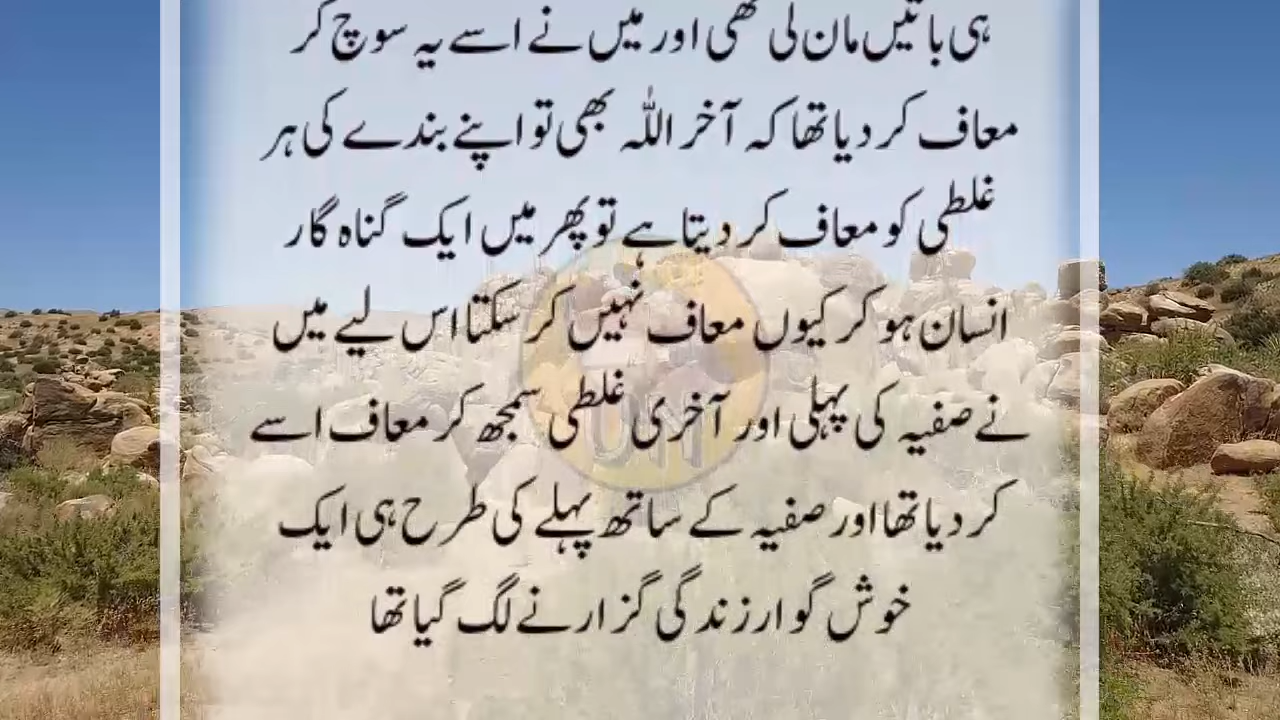 ہی باتیں مان لی تھی اور میں نے اسے یہ سوچ کر
معاف کر دیا تھا کہ آخر اللہ بھی تو اپنے بندے کی ہر
غلطی کو معاف کر دیتا ہے تو پھر میں ایک گناہ گار
انسان ہو کر کیوں معاف نہیں کر سکتا اس لیے میں
نے صفیہ کی پہلی اور آخری غلطی سمجھ کر معاف اسے
کر دیا تھا اور صفیہ کے ساتھ پہلے کی طرح ہی ایک
خوش گوار زندگی گزارنے لگ گیا تھا